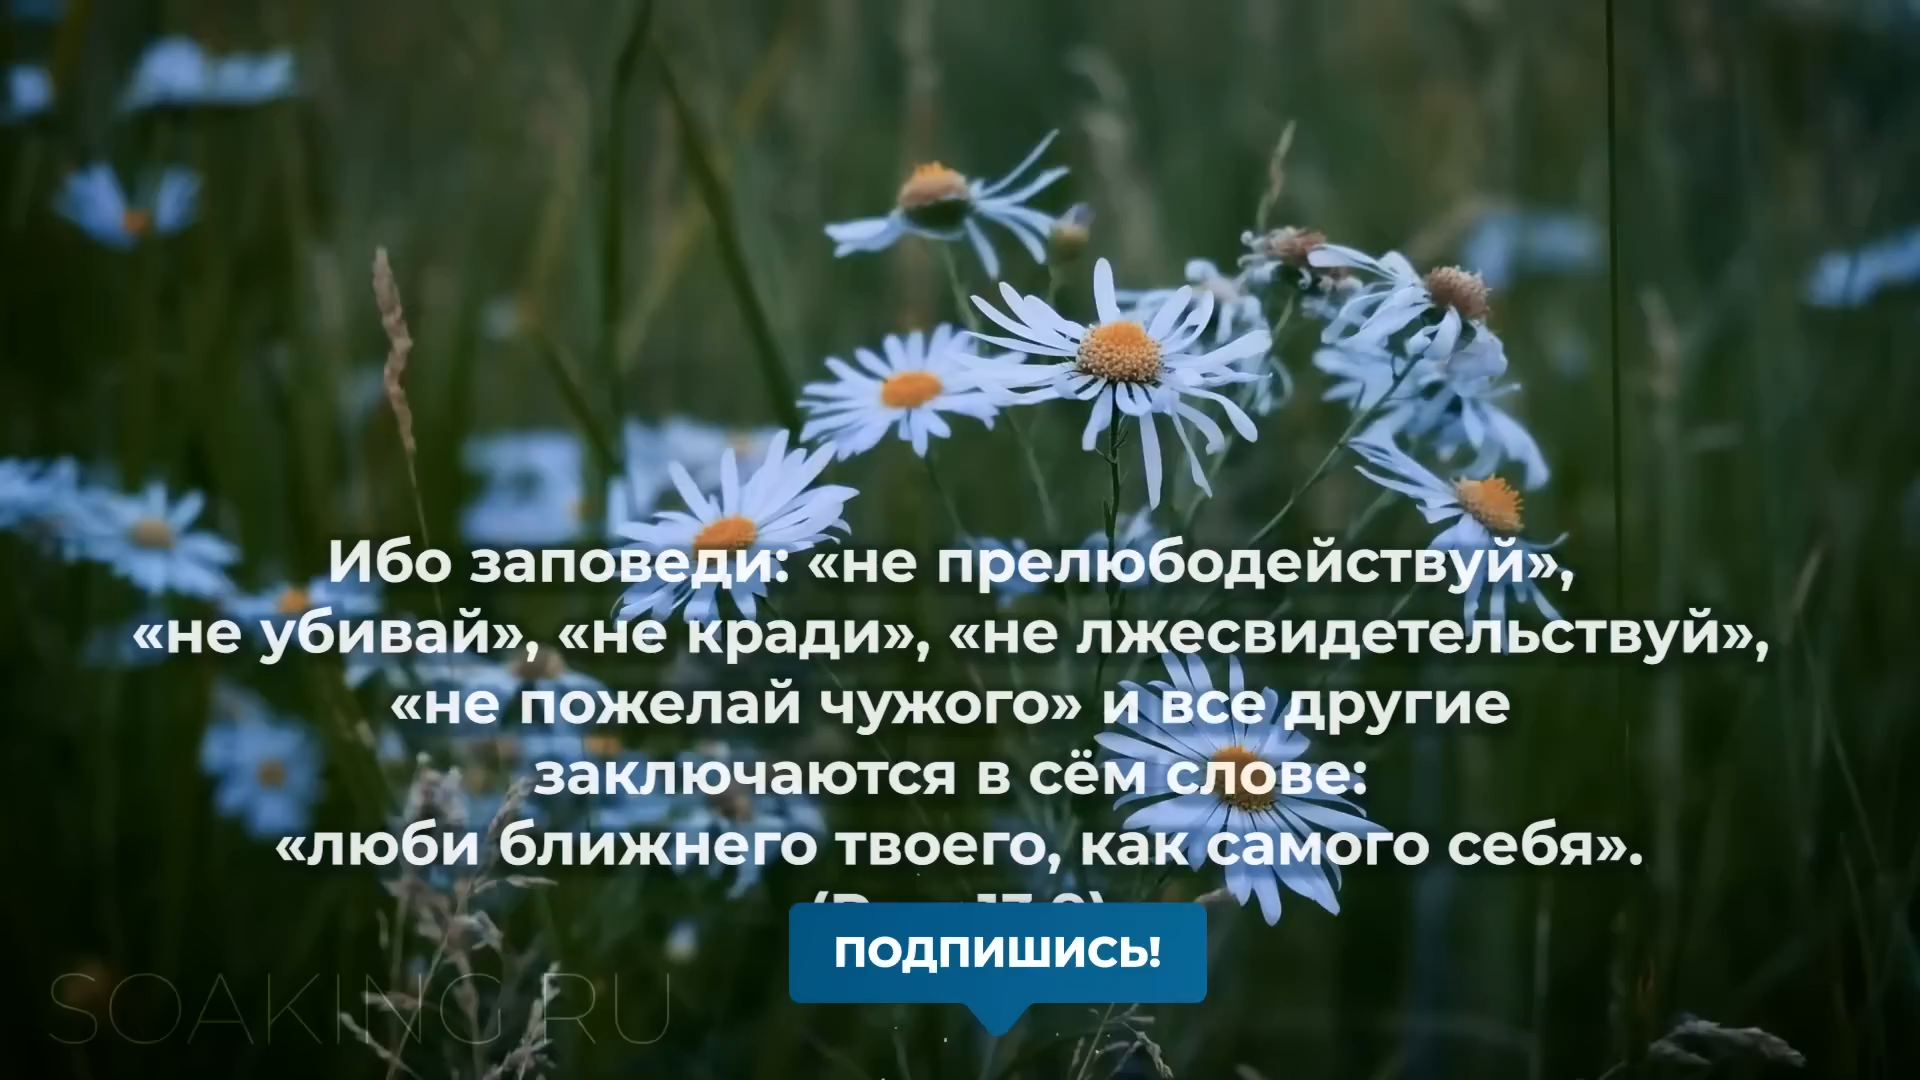 Ибо заповеди: «не прелюбодействуй»,
«не убивай», «не кради», «не лжесвидетельствуй»,
«не пожелай чужого» и все другие
заключаются в сём слове:
«люби ближнего твоего, как самого себя».
ПОДПИШИСЬ!
SOAKING RU